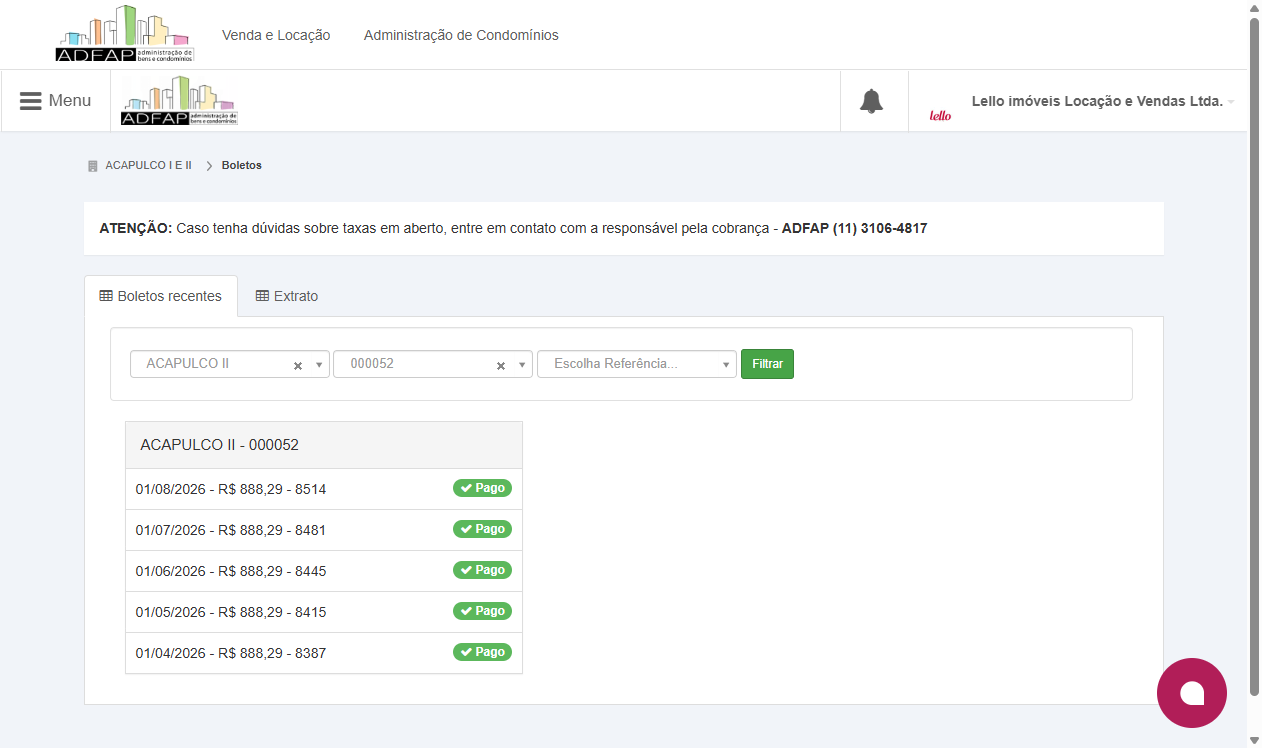 ADFAP administração de bens e condomínios
Venda e Locação
Administração de Condomínios
Menu
ADFAP administração de bens e condomínios
lello
Lello imóveis Locação e Vendas Ltda.
ACAPULCO I E II > Boletos
ATENÇÃO: Caso tenha dúvidas sobre taxas em aberto, entre em contato com a responsável pela cobrança - ADFAP (11) 3106-4817
Boletos recentes
Extrato
ACAPULCO II × 000052 × Escolha Referência... Filtrar
ACAPULCO II - 000052
01/08/2026 - R$ 888,29 - 8514 Pago
01/07/2026 - R$ 888,29 - 8481 Pago
01/06/2026 - R$ 888,29 - 8445 Pago
01/05/2026 - R$ 888,29 - 8415 Pago
01/04/2026 - R$ 888,29 - 8387 Pago